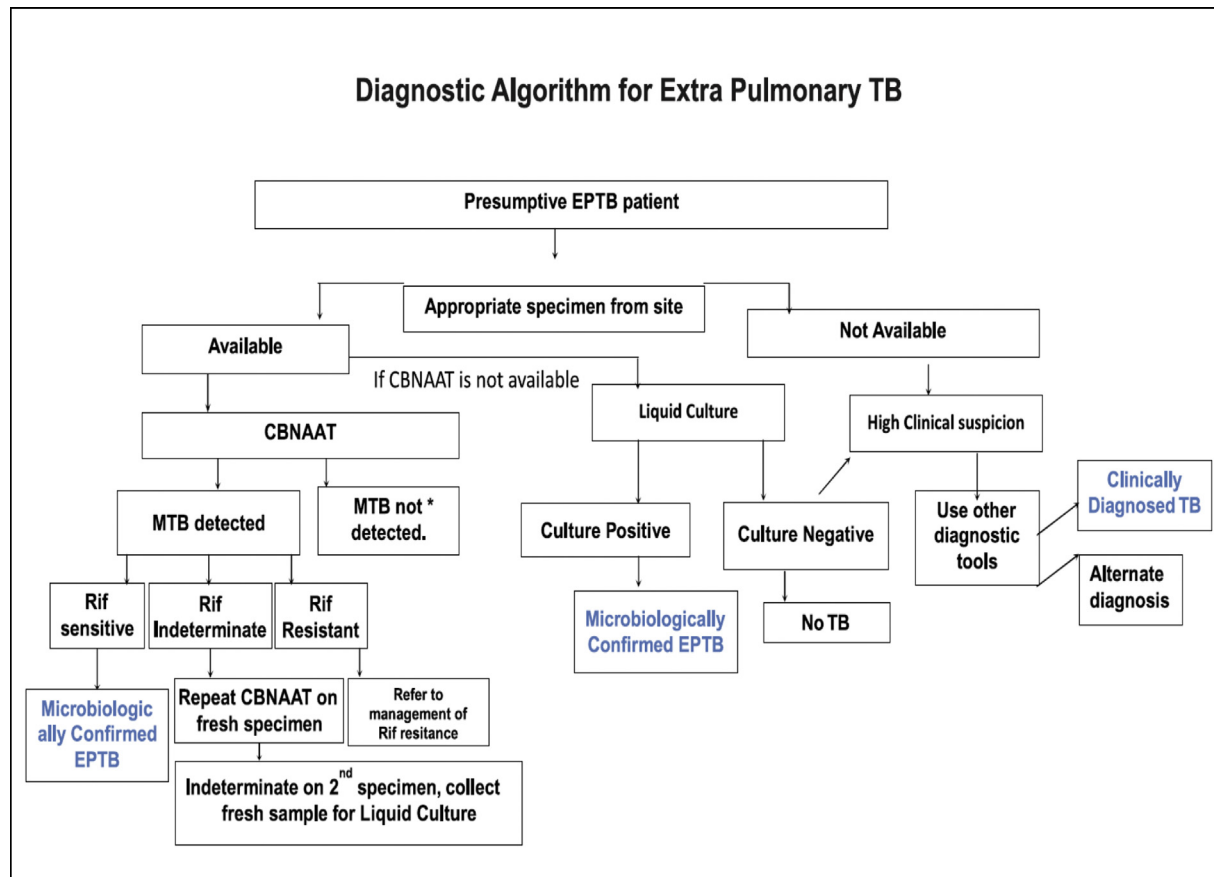 Diagnostic Algorithm for Extra Pulmonary TB
Presumptive EPTB patient
Appropriate specimen from site
Available
Not Available
If CBNAAT is not available
CBNAAT
Liquid Culture
High Clinical suspicion
MTB detected
MTB not *
detected.
Culture Positive
Culture Negative
Use other
diagnostic
tools
Clinically
Diagnosed TB
Alternate
diagnosis
Rif
sensitive
Rif
Indeterminate
Rif
Resistant
Microbiologically
Confirmed EPTB
No TB
Microbiologic
ally Confirmed
EPTB
Repeat CBNAAT on
fresh specimen
Refer to
management of
Rif resitance
Indeterminate on 2nd specimen, collect
fresh sample for Liquid Culture